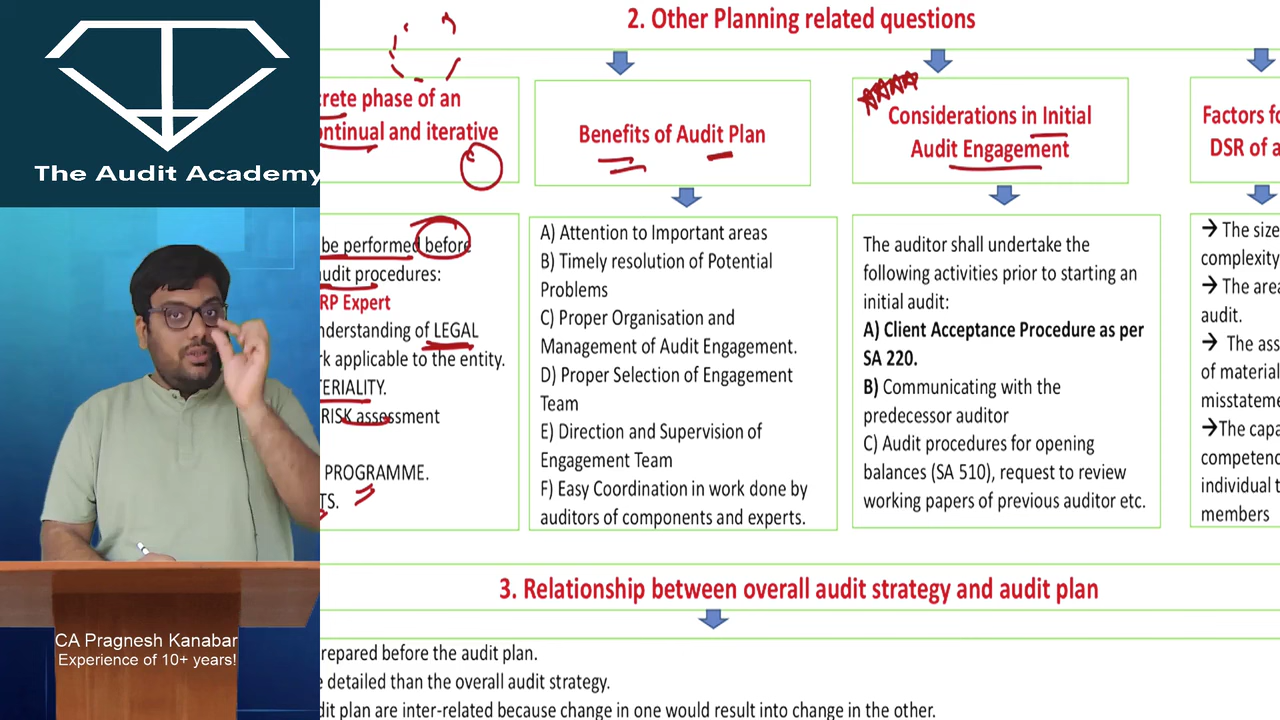 The Audit Academy
CA Pragnesh Kanabar
Experience of 10+ years!
2. Other Planning related questions
crete phase of an
ontinual and iterative
be performed before
audit procedures:
RP Expert
nderstanding of LEGAL
rk applicable to the entity.
TERIALITY.
RISK assessment
PROGRAMME.
TS.
Benefits of Audit Plan
A) Attention to Important areas
B) Timely resolution of Potential
Problems
C) Proper Organisation and
Management of Audit Engagement.
D) Proper Selection of Engagement
Team
E) Direction and Supervision of
Engagement Team
F) Easy Coordination in work done by
auditors of components and experts.
Considerations in Initial
Audit Engagement
The auditor shall undertake the
following activities prior to starting an
initial audit:
A) Client Acceptance Procedure as per
SA 220.
B) Communicating with the
predecessor auditor
C) Audit procedures for opening
balances (SA 510), request to review
working papers of previous auditor etc.
Factors fo
DSR of a
→ The size
complexity
→ The area
audit.
→ The ass
of material
misstateme
→The capa
competenc
individual t
members
3. Relationship between overall audit strategy and audit plan
repared before the audit plan.
e detailed than the overall audit strategy.
dit plan are inter-related because change in one would result into change in the other.